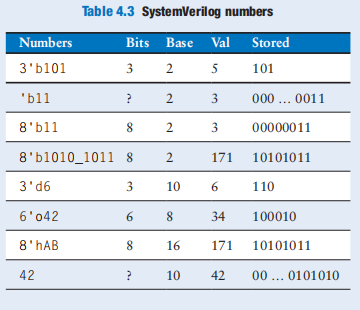 Table 4.3 SystemVerilog numbers
Numbers Bits Base Val Stored
3'b101 3 2 5 101
'b11 ? 2 3 000 ... 0011
8'b11 8 2 3 00000011
8'b1010_1011 8 2 171 10101011
3'd6 3 10 6 110
6'o42 6 8 34 100010
8'hAB 8 16 171 10101011
42 ? 10 42 00 ... 0101010